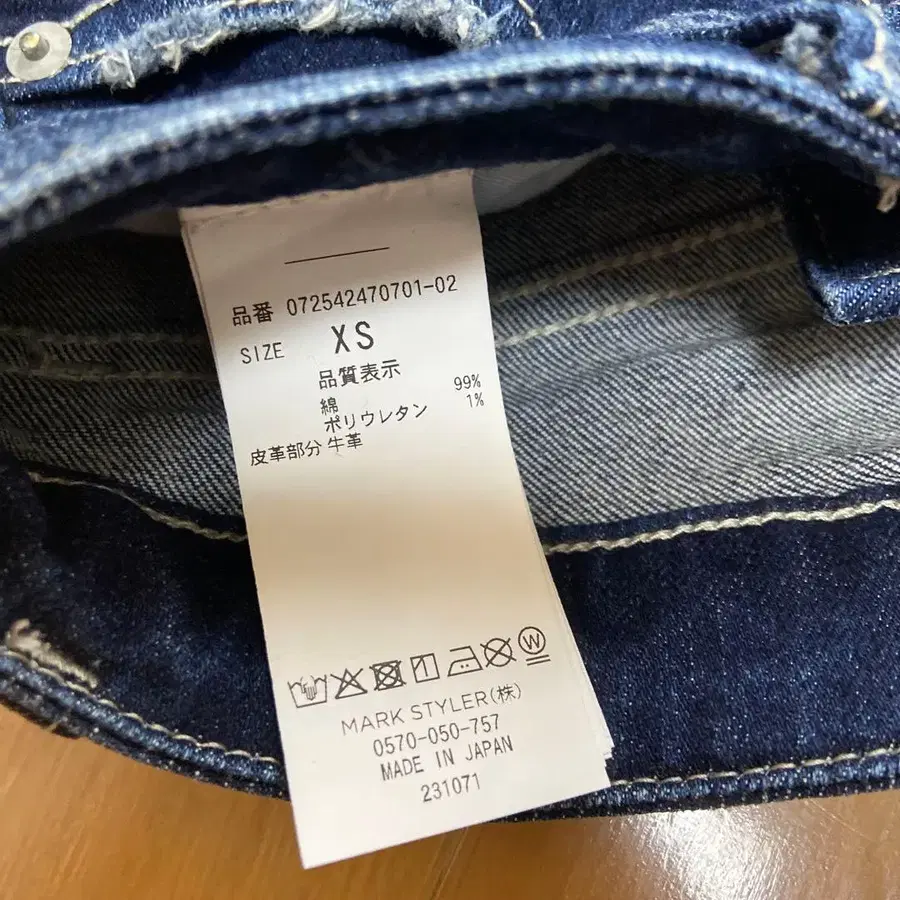 品番 072542470701-02
SIZE XS
品質表示
綿 99%
ポリウレタン 1%
皮革部分 牛革
W
MARK STYLER(株)
0570-050-757
MADE IN JAPAN
231071